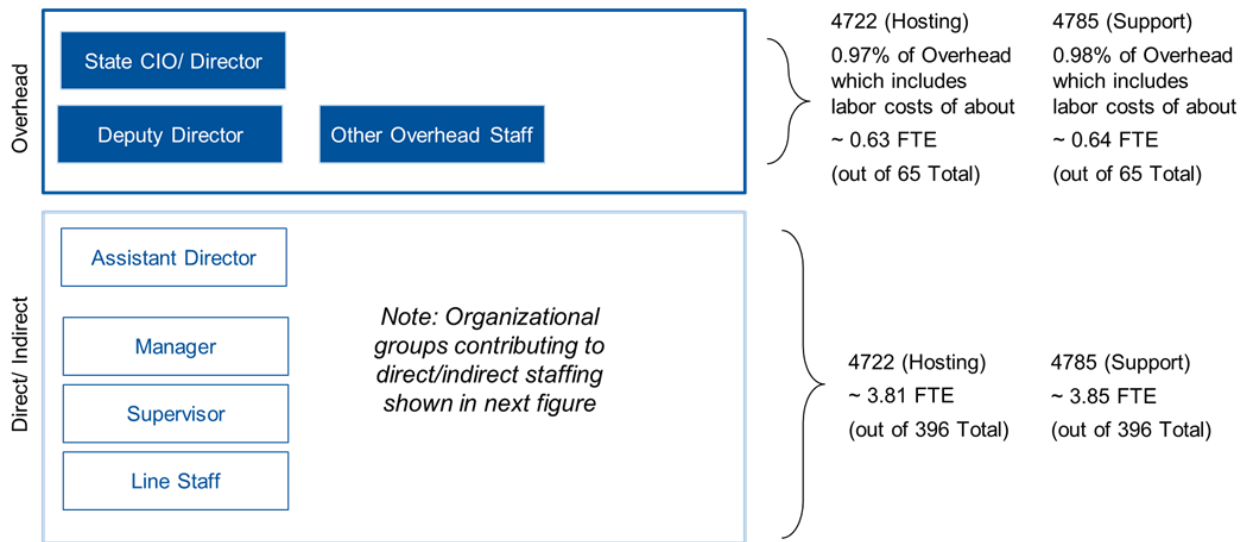 Overhead
State CIO/ Director
Deputy Director
Other Overhead Staff
4722 (Hosting)
0.97% of Overhead
which includes
labor costs of about
~ 0.63 FTE
(out of 65 Total)
4785 (Support)
0.98% of Overhead
which includes
labor costs of about
~ 0.64 FTE
(out of 65 Total)
Direct/ Indirect
Assistant Director
Manager
Supervisor
Line Staff
Note: Organizational
groups contributing to
direct/indirect staffing
shown in next figure
4722 (Hosting)
~ 3.81 FTE
(out of 396 Total)
4785 (Support)
~ 3.85 FTE
(out of 396 Total)